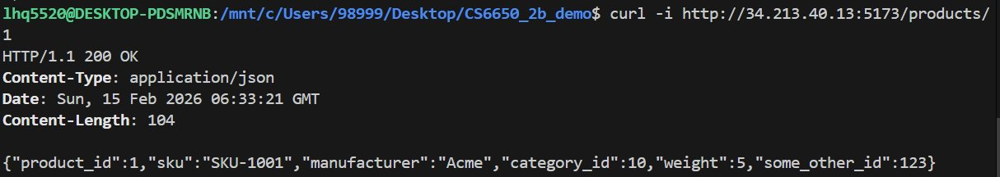 lhq5520@DESKTOP-PDSMRNB:/mnt/c/Users/98999/Desktop/CS6650_2b_demo$ curl -i http://34.213.40.13:5173/products/
1
HTTP/1.1 200 OK
Content-Type: application/json
Date: Sun, 15 Feb 2026 06:33:21 GMT
Content-Length: 104

{"product_id":1,"sku":"SKU-1001","manufacturer":"Acme","category_id":10,"weight":5,"some_other_id":123}